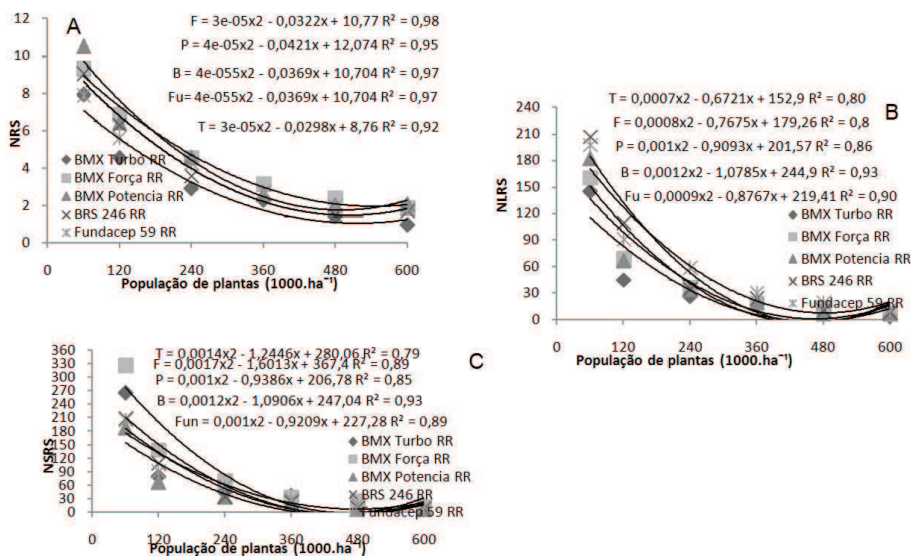 A
F = 3e-05x2 - 0,0322x + 10,77 R² = 0,98
P = 4e-05x2 - 0,0421x + 12,074 R² = 0,95
B = 4e-055x2 - 0,0369x + 10,704 R² = 0,97
Fu= 4e-055x2 - 0,0369x + 10,704 R² = 0,97
T = 3e-05x2 - 0,0298x + 8,76 R² = 0,92
12
10
8
6
4
2
0
NRS
BMX Turbo RR
BMX Força RR
BMX Potencia RR
BRS 246 RR
Fundacep 59 RR
0 120 240 360 480 600
População de plantas (1000.ha⁻¹)
B
T = 0,0007x2 - 0,6721x + 152,9 R² = 0,80
F = 0,0008x2 - 0,7675x + 179,26 R² = 0,8
P = 0,001x2 - 0,9093x + 201,57 R² = 0,86
B = 0,0012x2 - 1,0785x + 244,9 R² = 0,93
Fu = 0,0009x2 - 0,8767x + 219,41 R² = 0,90
240
210
180
150
120
90
60
30
0
NLRS
BMX Turbo RR
BMX Força RR
BMX Potencia RR
BRS 246 RR
Fundacep 59 RR
0 120 240 360 480 600
População de plantas (1000.ha⁻¹)
C
T = 0,0014x2 - 1,2446x + 280,06 R² = 0,79
F = 0,0017x2 - 1,6013x + 367,4 R² = 0,89
P = 0,001x2 - 0,9386x + 206,78 R² = 0,85
B = 0,0012x2 - 1,0906x + 247,04 R² = 0,93
Fun = 0,001x2 - 0,9209x + 227,28 R² = 0,89
360
330
300
270
240
210
180
150
120
90
60
30
0
NSRS
BMX Turbo RR
BMX Força RR
BMX Potencia RR
BRS 246 RR
Fundacep 59 RR
0 120 240 360 480 600
População de plantas (1000.ha⁻¹)